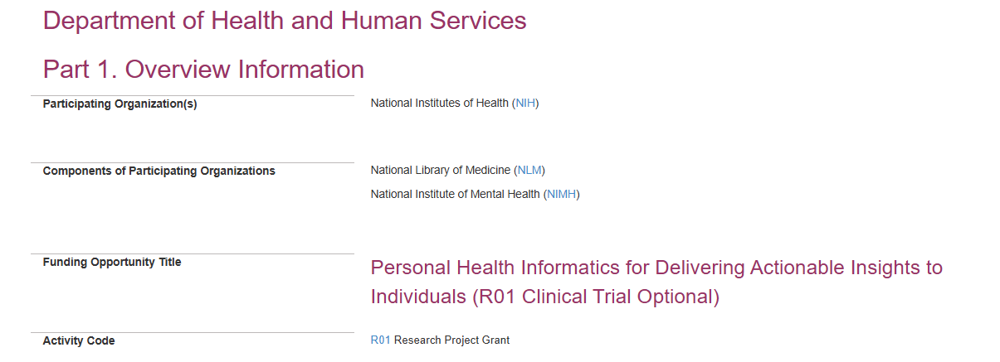 Department of Health and Human Services
Part 1. Overview Information
Participating Organization(s)
National Institutes of Health (NIH)
Components of Participating Organizations
National Library of Medicine (NLM)
National Institute of Mental Health (NIMH)
Funding Opportunity Title
Personal Health Informatics for Delivering Actionable Insights to
Individuals (R01 Clinical Trial Optional)
Activity Code
R01 Research Project Grant